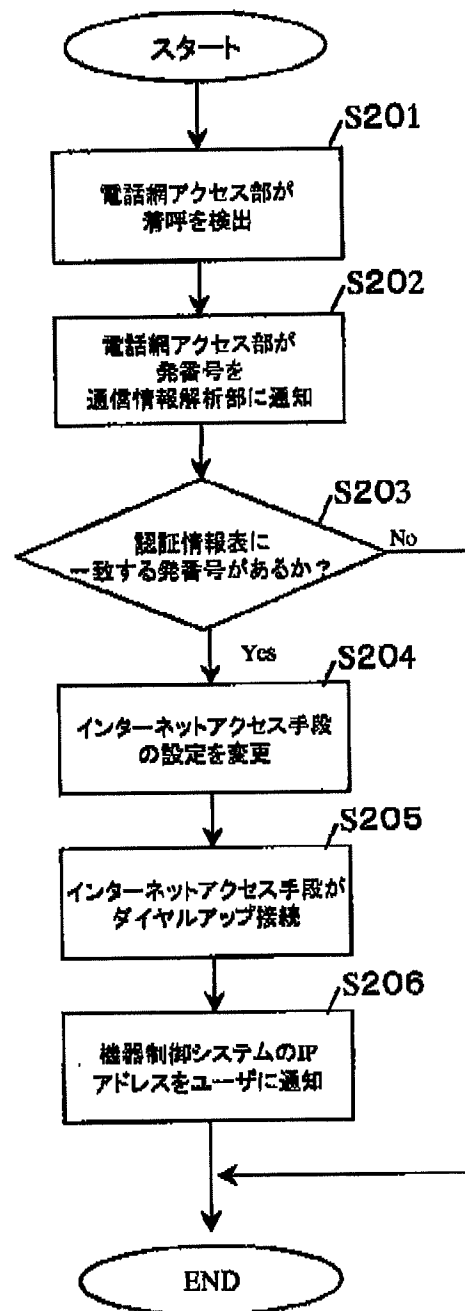 スタート
S201
電話網アクセス部が
着呼を検出
S202
電話網アクセス部が
発番号を
通信情報解析部に通知
S203
認証情報表に
一致する発番号があるか?
No
Yes
S204
インターネットアクセス手段
の設定を変更
S205
インターネットアクセス手段が
ダイヤルアップ接続
S206
機器制御システムのIP
アドレスをユーザに通知
END